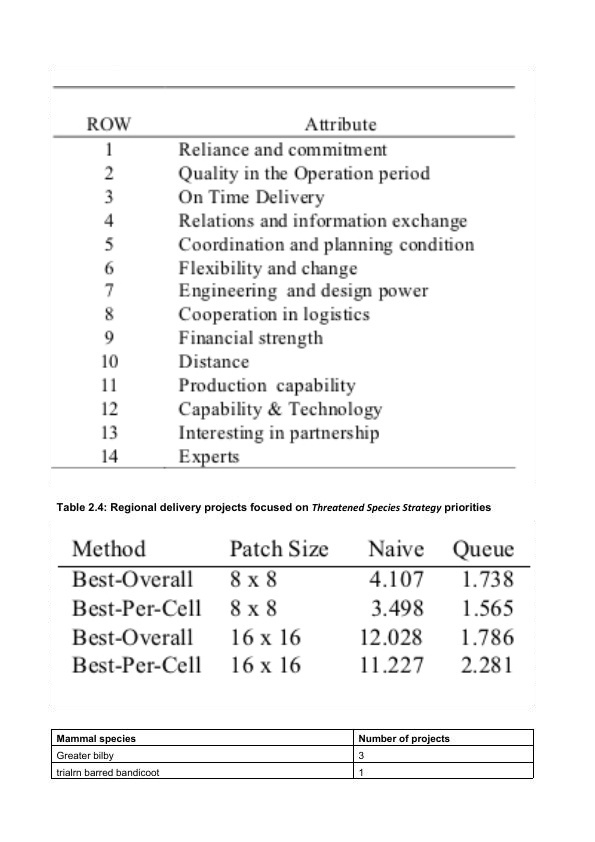 ROW Attribute
1 Reliance and commitment
2 Quality in the Operation period
3 On Time Delivery
4 Relations and information exchange
5 Coordination and planning condition
6 Flexibility and change
7 Engineering and design power
8 Cooperation in logistics
9 Financial strength
10 Distance
11 Production capability
12 Capability & Technology
13 Interesting in partnership
14 Experts
Table 2.4: Regional delivery projects focused on Threatened Species Strategy priorities
Method Patch Size Naive Queue
Best-Overall 8 x 8 4.107 1.738
Best-Per-Cell 8 x 8 3.498 1.565
Best-Overall 16 x 16 12.028 1.786
Best-Per-Cell 16 x 16 11.227 2.281
Mammal species Number of projects
Greater bilby 3
trialrn barred bandicoot 1